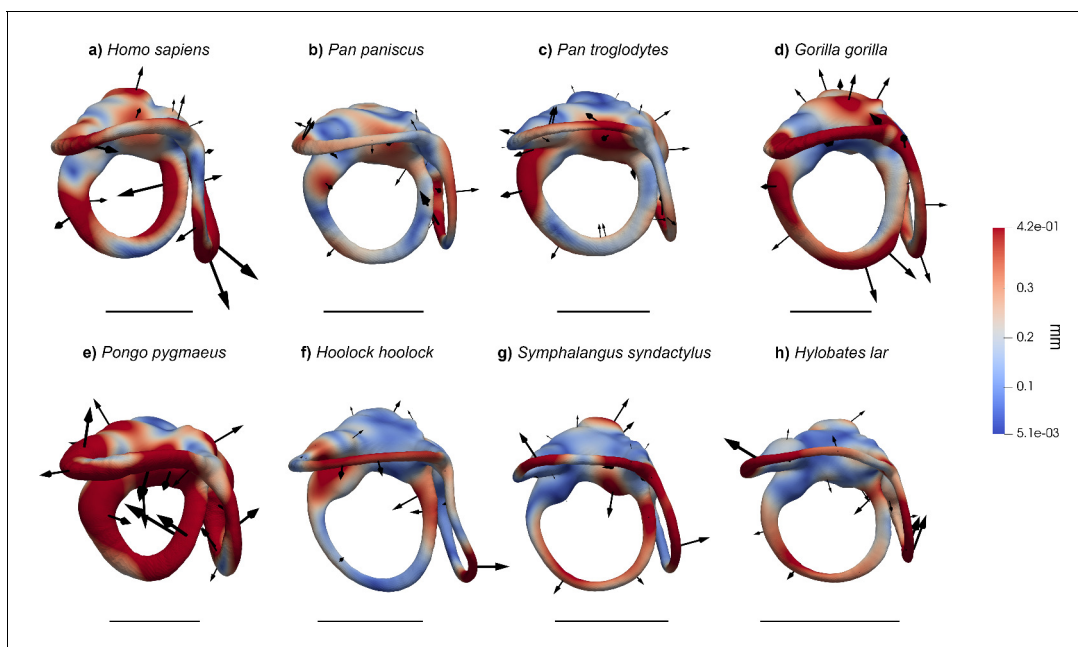 a) Homo sapiens
b) Pan paniscus
c) Pan troglodytes
d) Gorilla gorilla
4.2e-01
0.3
0.2
0.1
5.1e-03
mm
e) Pongo pygmaeus
f) Hoolock hoolock
g) Symphalangus syndactylus
h) Hylobates lar